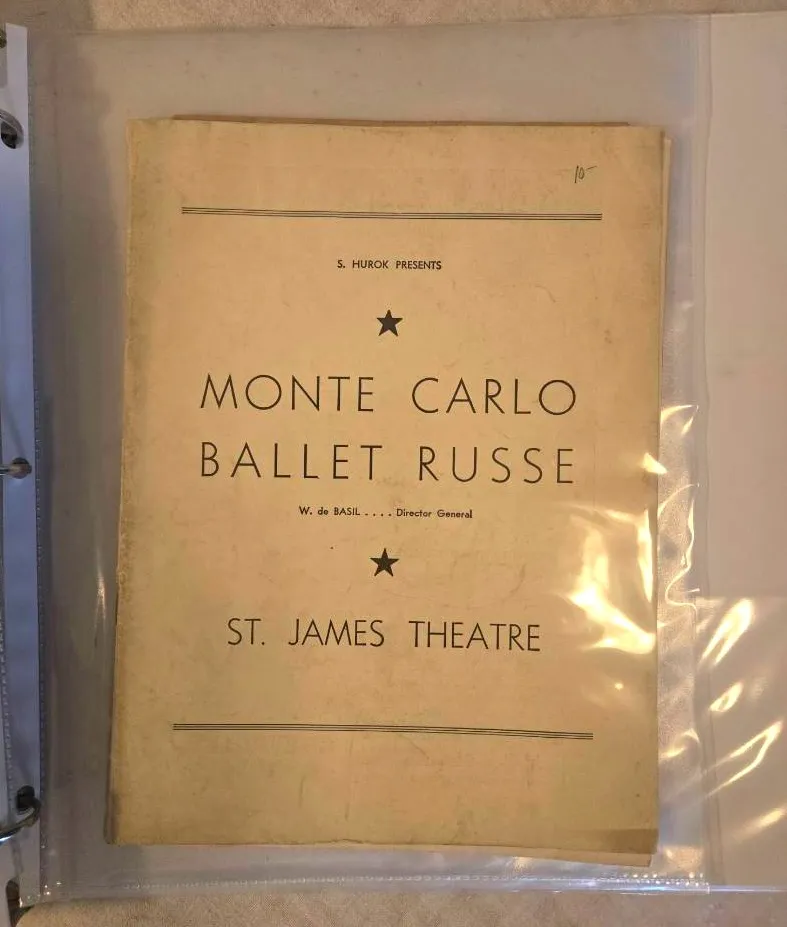 10-
S. HUROK PRESENTS
MONTE CARLO
BALLET RUSSE
W. de BASIL . . . . Director General
ST. JAMES THEATRE